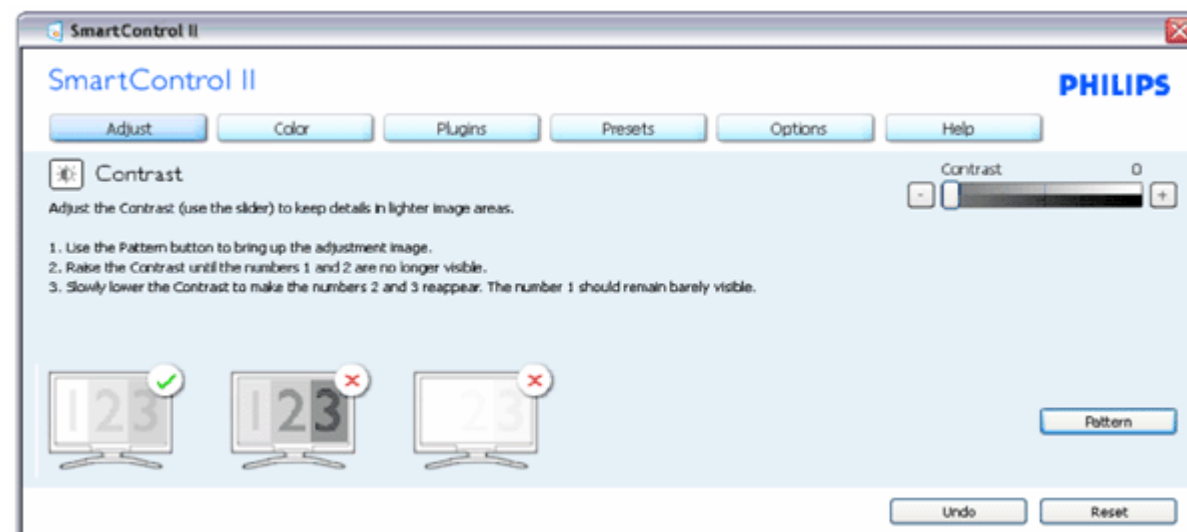 SmartControl II
SmartControl II
PHILIPS
Adjust Color Plugins Presets Options Help
Contrast
Contrast 0
- +
Adjust the Contrast (use the slider) to keep details in lighter image areas.
1. Use the Pattern button to bring up the adjustment image.
2. Raise the Contrast until the numbers 1 and 2 are no longer visible.
3. Slowly lower the Contrast to make the numbers 2 and 3 reappear. The number 1 should remain barely visible.
123 123 23
Pattern
Undo Reset